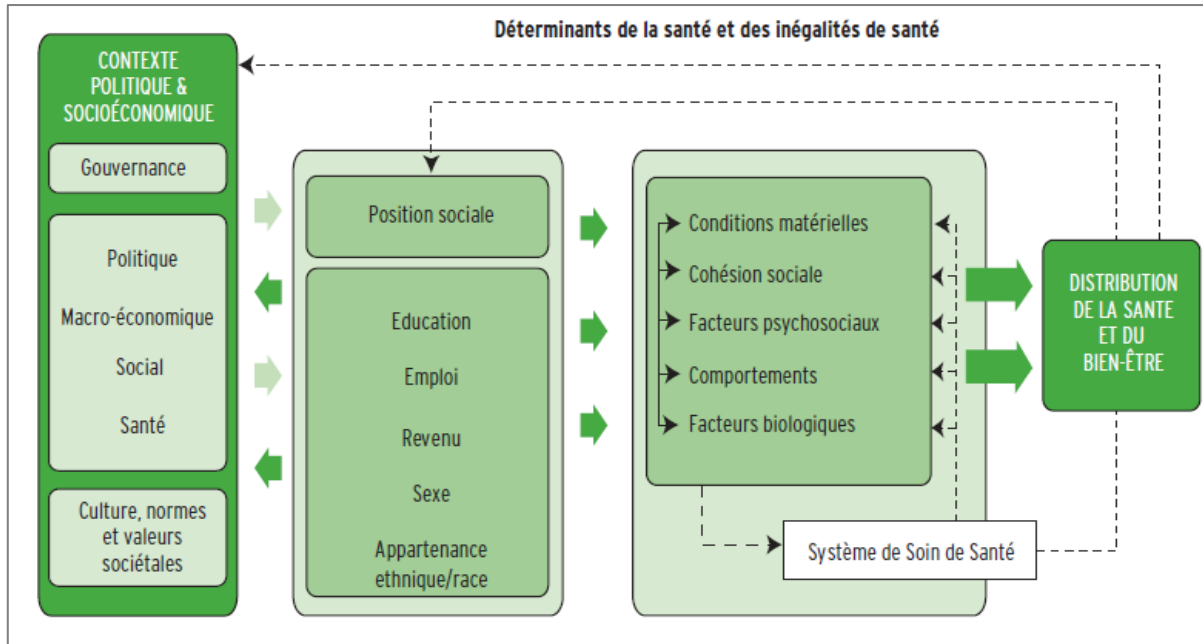 Déterminants de la santé et des inégalités de santé
CONTEXTE
POLITIQUE &
SOCIOÉCONOMIQUE
Gouvernance
Politique
Macro-économique
Social
Santé
Culture, normes
et valeurs
sociétales
Position sociale
Education
Emploi
Revenu
Sexe
Appartenance
ethnique/race
Conditions matérielles
Cohésion sociale
Facteurs psychosociaux
Comportements
Facteurs biologiques
Système de Soin de Santé
DISTRIBUTION
DE LA SANTE
ET DU
BIEN-ÊTRE